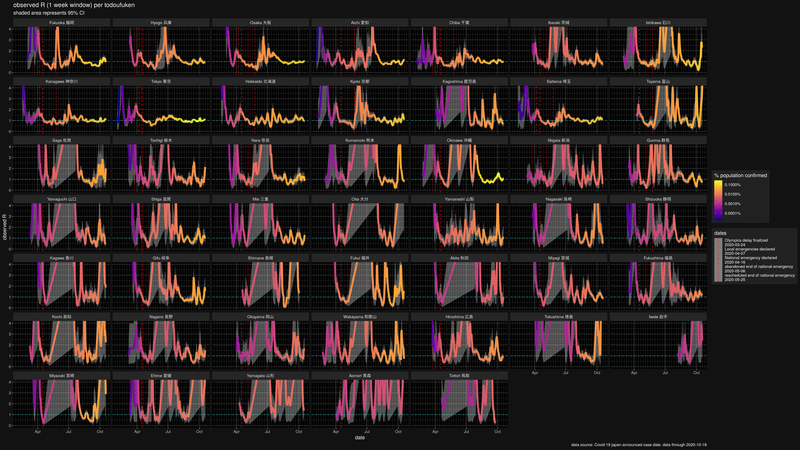 observed R (1 week window) per todoufuken
shaded area represents 95% CI
Fukuoka 福岡
Hyogo 兵庫
Osaka 大阪
Aichi 愛知
Chiba 千葉
Ibaraki 茨城
Ishikawa 石川
Kanagawa 神奈川
Tokyo 東京
Hokkaido 北海道
Kyoto 京都
Kagoshima 鹿児島
Saitama 埼玉
Toyama 富山
Saga 佐賀
Tochigi 栃木
Nara 奈良
Kumamoto 熊本
Okinawa 沖縄
Niigata 新潟
Gunma 群馬
Yamaguchi 山口
Shiga 滋賀
Mie 三重
Oita 大分
Yamanashi 山梨
Nagasaki 長崎
Shizuoka 静岡
Kagawa 香川
Gifu 岐阜
Shimane 島根
Fukui 福井
Akita 秋田
Miyagi 宮城
Fukushima 福島
Kochi 高知
Nagano 長野
Okayama 岡山
Wakayama 和歌山
Hiroshima 広島
Tokushima 徳島
Iwate 岩手
Miyazaki 宮崎
Ehime 愛媛
Yamagata 山形
Aomori 青森
Tottori 鳥取
observed R
date
Apr
Jul
Oct
% population confirmed
0.1000%
0.0100%
0.0010%
0.0001%
dates
Olympics delay finalized
2020-03-24
Local emergencies declared
2020-04-07
National emergency declared
2020-04-16
abandoned end of national emergency
2020-05-06
rescheduled end of national emergency
2020-05-25
data source: Covid-19 japan announced case date. data through 2020-10-18